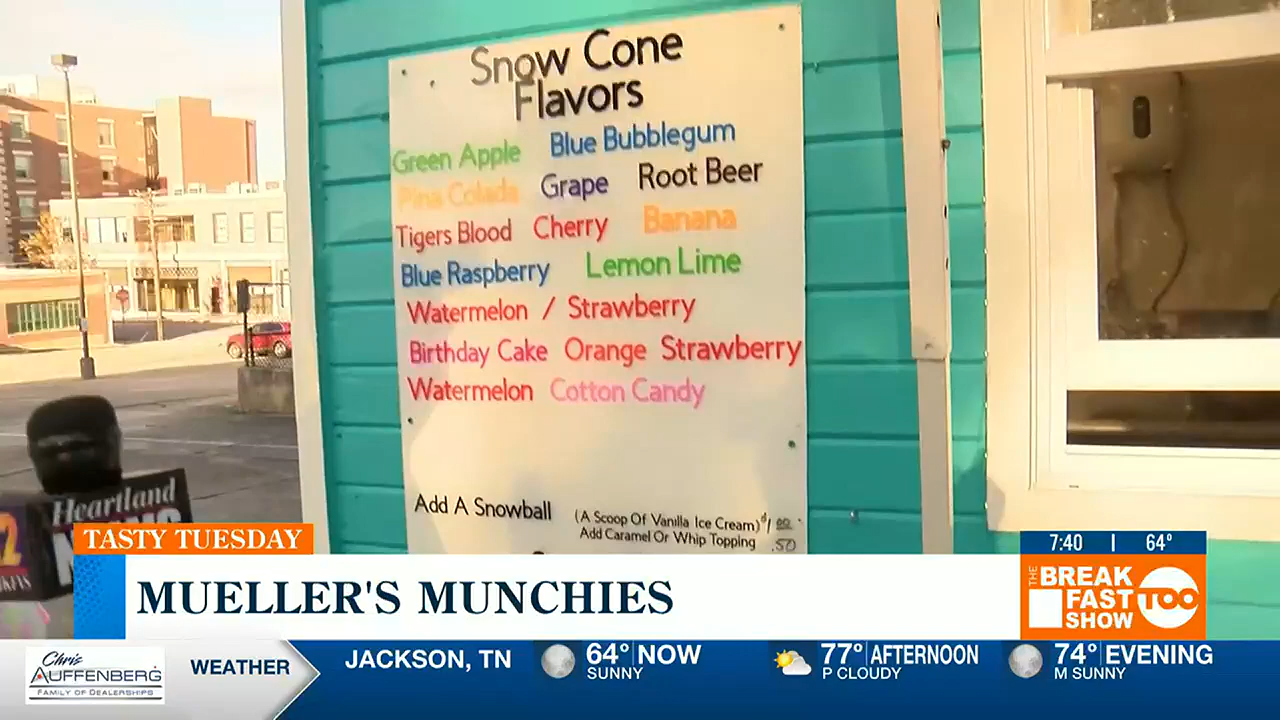 Snow Cone
Flavors
Green Apple Blue Bubblegum
Pina Colada Grape Root Beer
Tigers Blood Cherry Banana
Blue Raspberry Lemon Lime
Watermelon / Strawberry
Birthday Cake Orange Strawberry
Watermelon Cotton Candy
Add A Snowball (A Scoop Of Vanilla Ice Cream) $1.00
Add Caramel Or Whip Topping .50
Heartland
TASTY TUESDAY
MUELLER'S MUNCHIES
7:40 | 64°
THE BREAK
FAST TOO
SHOW
Chris
AUFFENBERG
FAMILY OF DEALERSHIPS
WEATHER
JACKSON, TN
64° NOW
SUNNY
77° AFTERNOON
P CLOUDY
74° EVENING
M SUNNY